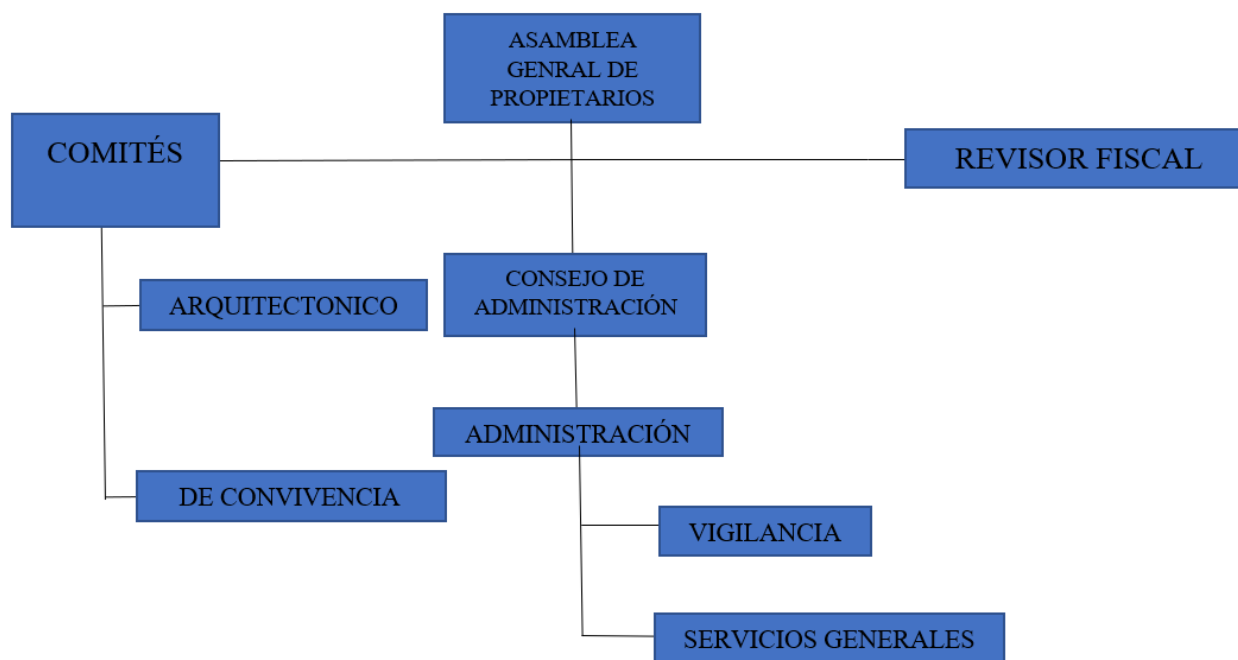 ASAMBLEA
GENRAL DE
PROPIETARIOS
COMITÉS
REVISOR FISCAL
CONSEJO DE
ADMINISTRACIÓN
ARQUITECTONICO
ADMINISTRACIÓN
DE CONVIVENCIA
VIGILANCIA
SERVICIOS GENERALES